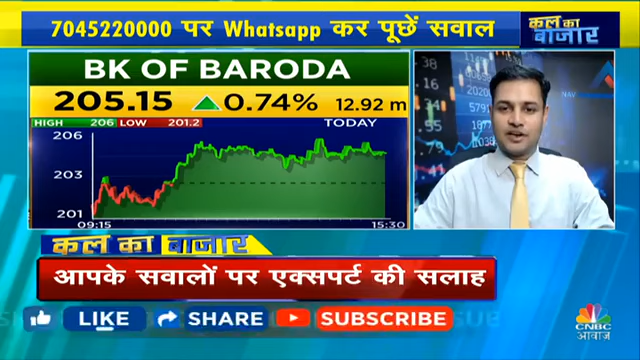 7045220000 पर Whatsapp कर पूछें सवाल
कल का
बाजार
BK OF BARODA
205.15 0.74% 12.92 m
HIGH 206 LOW 201.2 TODAY
206
203
201
09:15 15:30
NAV
कल का बाजार
आपके सवालों पर एक्सपर्ट की सलाह
LIKE SHARE SUBSCRIBE
CNBC
आवाज़